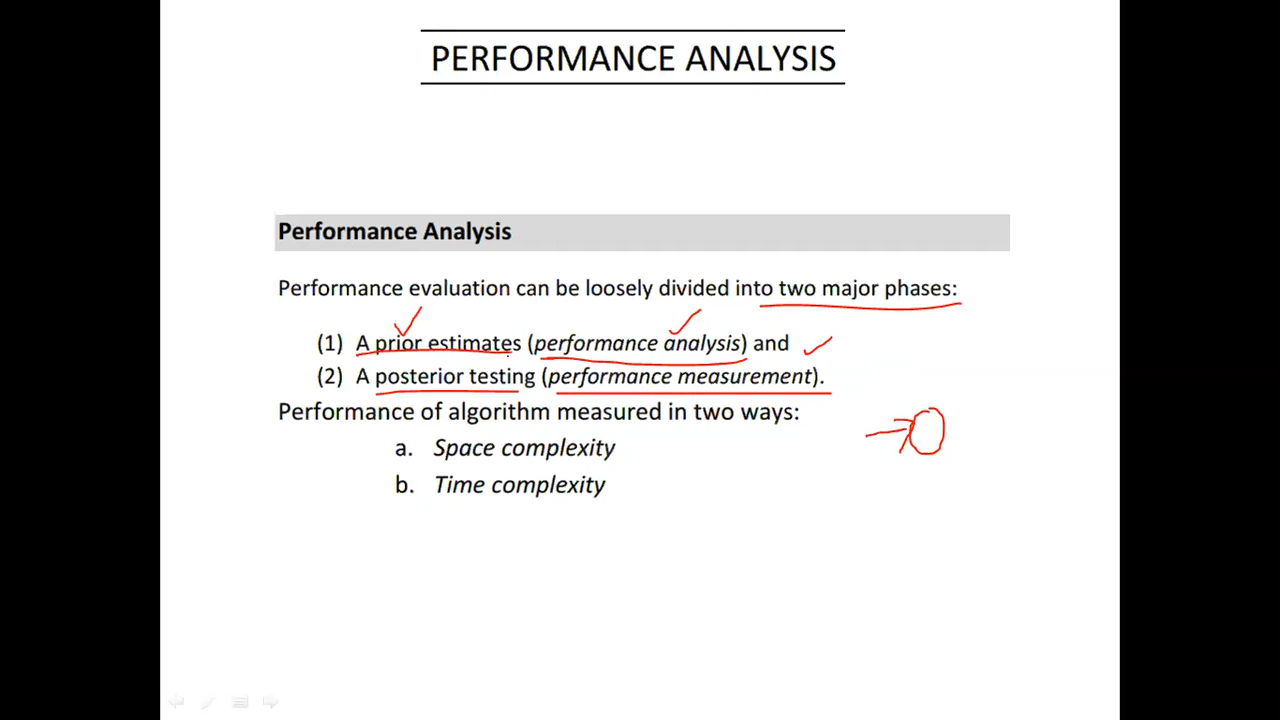 PERFORMANCE ANALYSIS
Performance Analysis
Performance evaluation can be loosely divided into two major phases:
(1) A prior estimates (performance analysis) and
(2) A posterior testing (performance measurement).
Performance of algorithm measured in two ways:
a. Space complexity
b. Time complexity